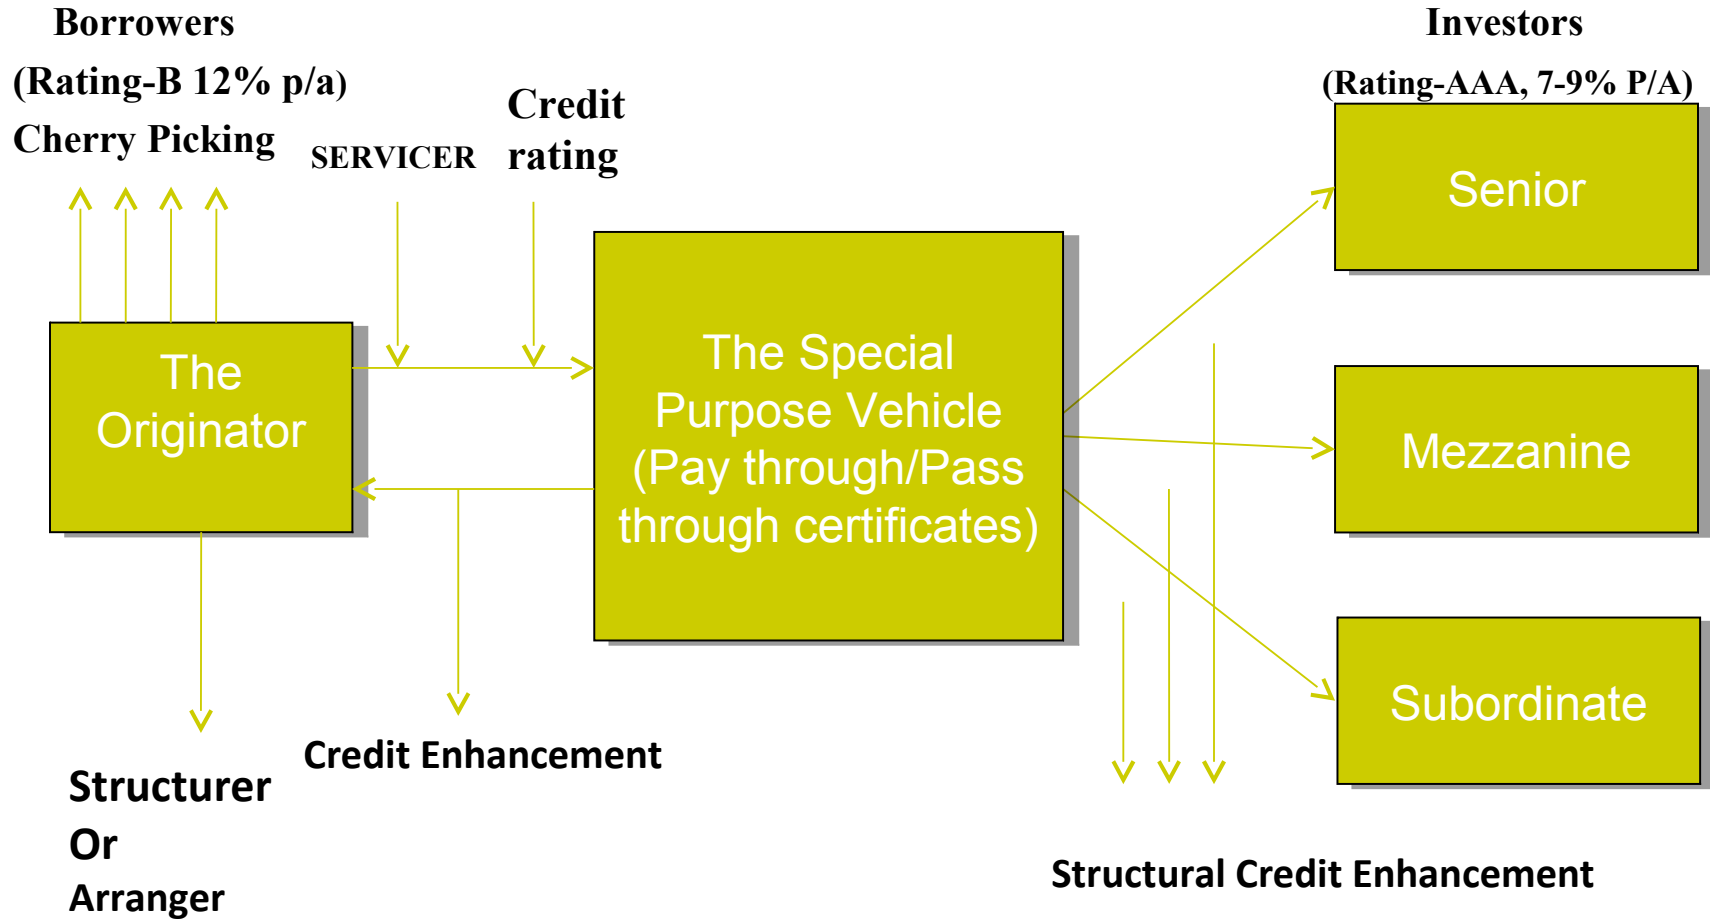 Borrowers
(Rating-B 12% p/a)
Cherry Picking
SERVICER
Credit
rating
Investors
(Rating-AAA, 7-9% P/A)
Senior
The
Originator
The Special
Purpose Vehicle
(Pay through/Pass
through certificates)
Mezzanine
Subordinate
Credit Enhancement
Structurer
Or
Arranger
Structural Credit Enhancement